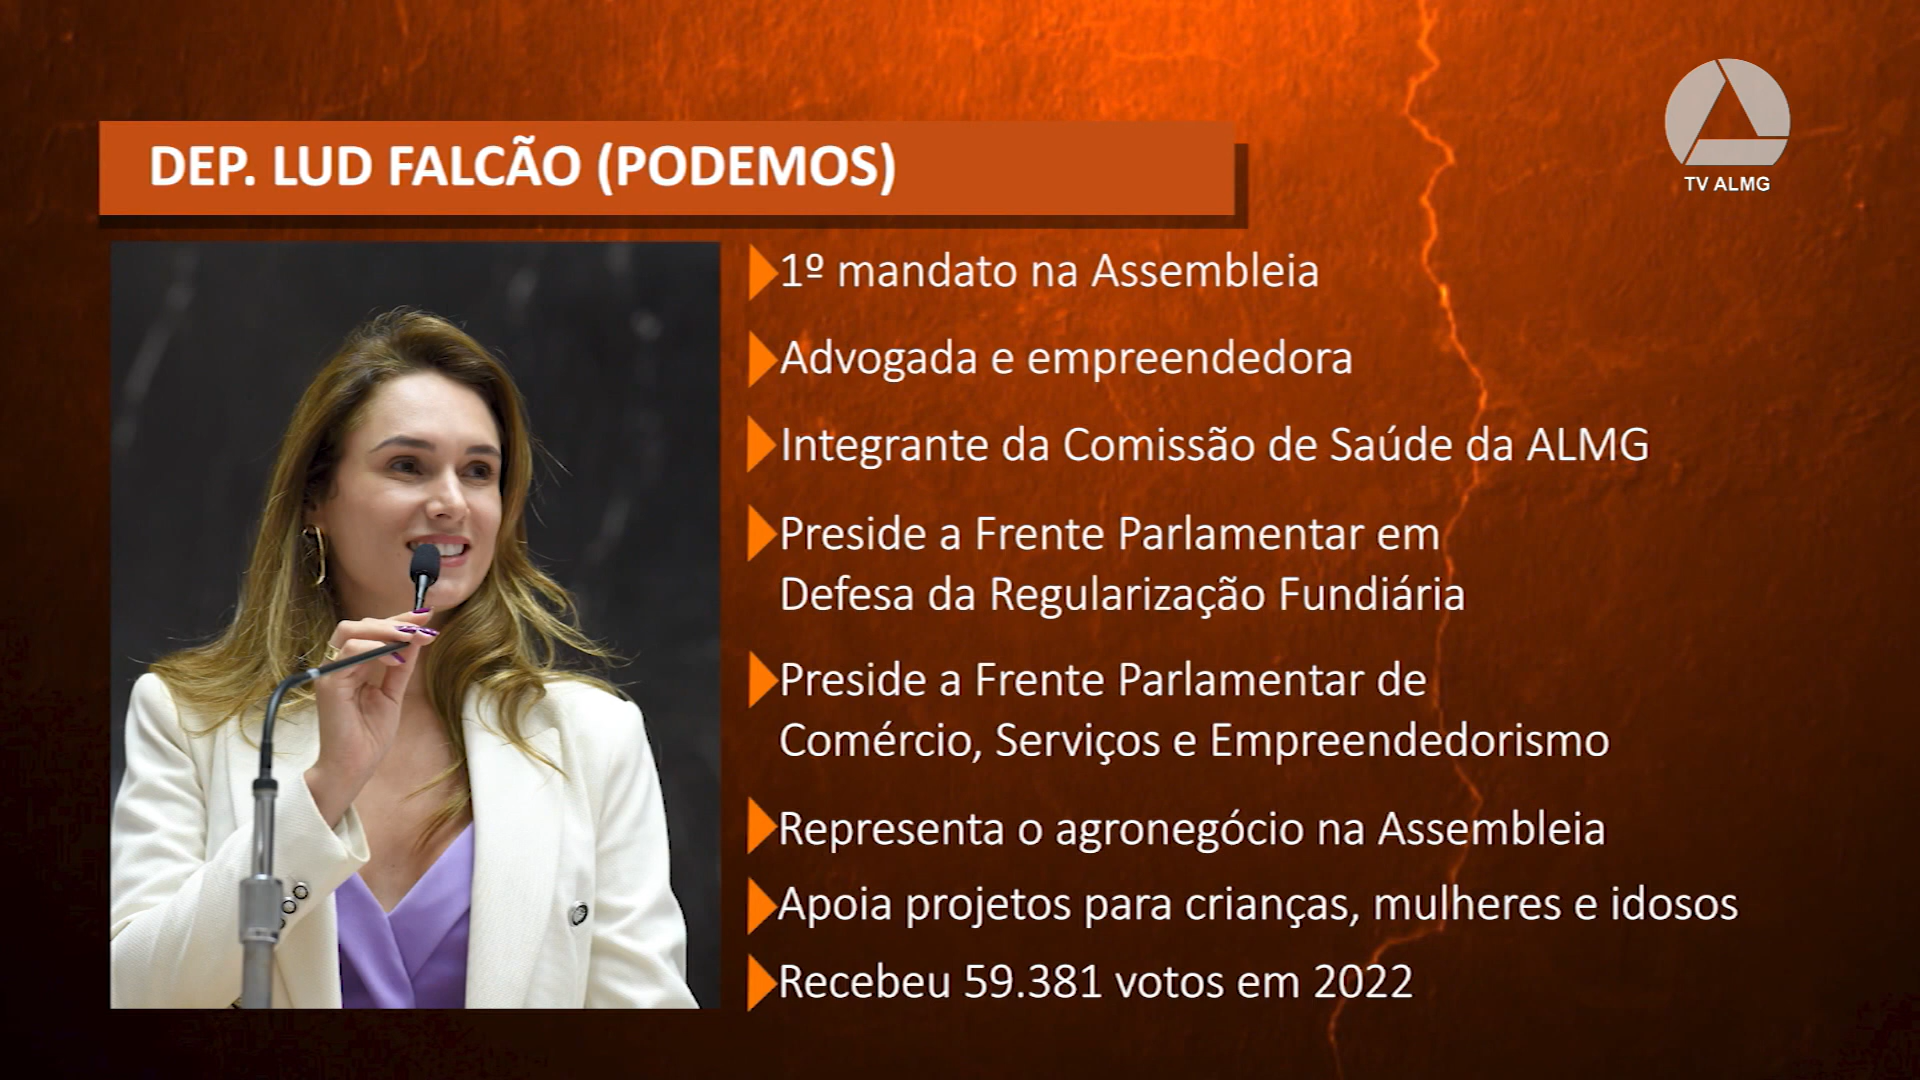 DEP. LUD FALCÃO (PODEMOS)
TV ALMG
1º mandato na Assembleia
Advogada e empreendedora
Integrante da Comissão de Saúde da ALMG
Preside a Frente Parlamentar em
Defesa da Regularização Fundiária
Preside a Frente Parlamentar de
Comércio, Serviços e Empreendedorismo
Representa o agronegócio na Assembleia
Apoia projetos para crianças, mulheres e idosos
Recebeu 59.381 votos em 2022